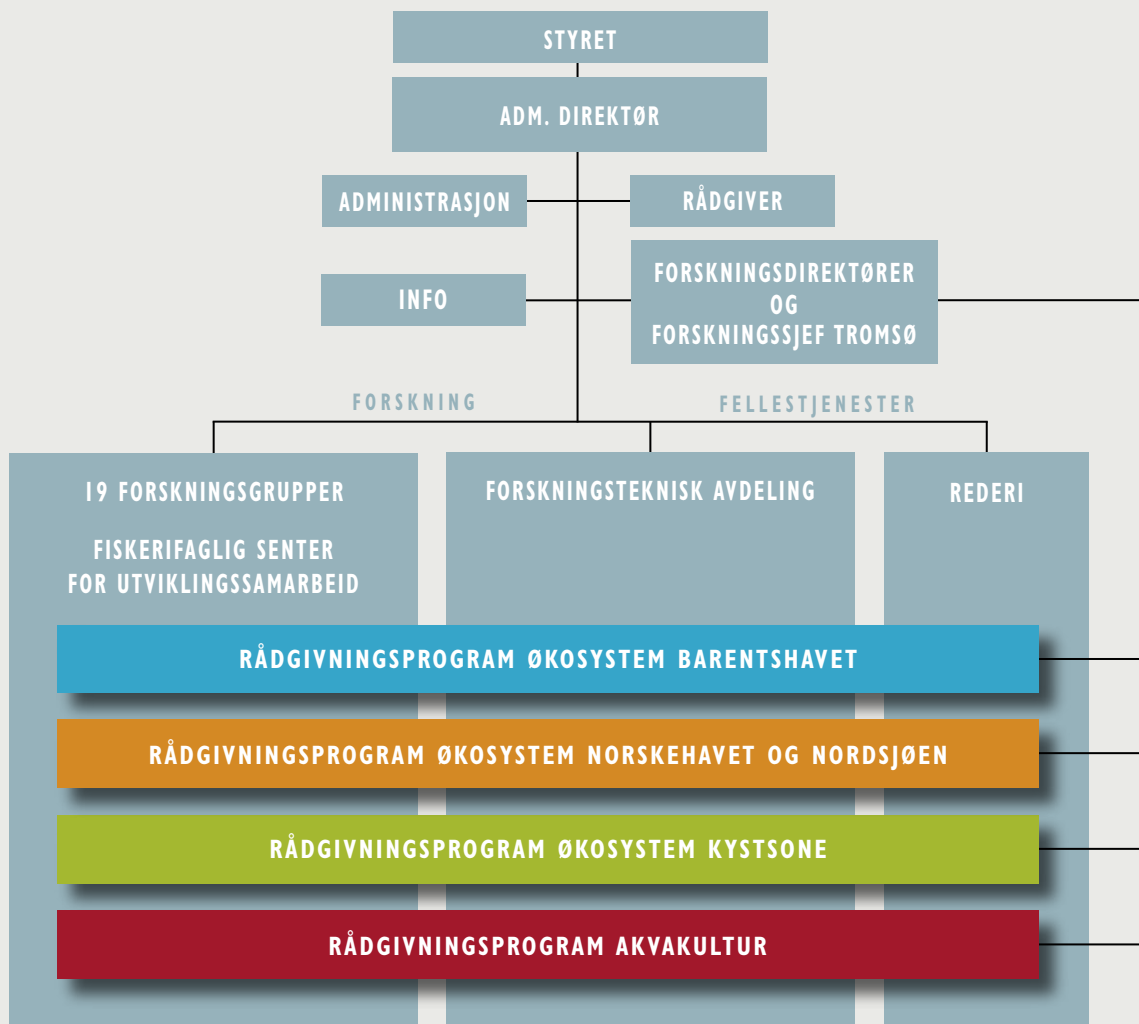 STYRET
ADM. DIREKTØR
ADMINISTRASJON
RÅDGIVER
INFO
FORSKNINGSDIREKTØRER
OG
FORSKNINGSSJEF TROMSØ
FORSKNING
FELLESTJENESTER
19 FORSKNINGSGRUPPER
FISKERIFAGLIG SENTER
FOR UTVIKLINGSSAMARBEID
FORSKNINGSTEKNISK AVDELING
REDERI
RÅDGIVNINGSPROGRAM ØKOSYSTEM BARENTSHAVET
RÅDGIVNINGSPROGRAM ØKOSYSTEM NORSKEHAVET OG NORDSJØEN
RÅDGIVNINGSPROGRAM ØKOSYSTEM KYSTSONE
RÅDGIVNINGSPROGRAM AKVAKULTUR